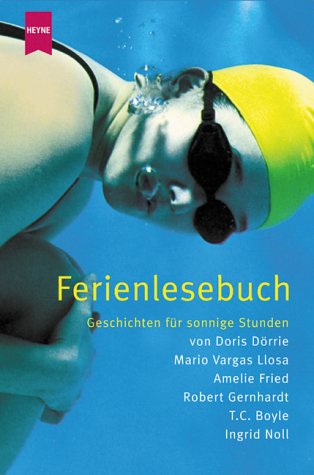 HEYNE
Ferienlesebuch
Geschichten für sonnige Stunden
von Doris Dörrie
Mario Vargas Llosa
Amelie Fried
Robert Gernhardt
T.C. Boyle
Ingrid Noll